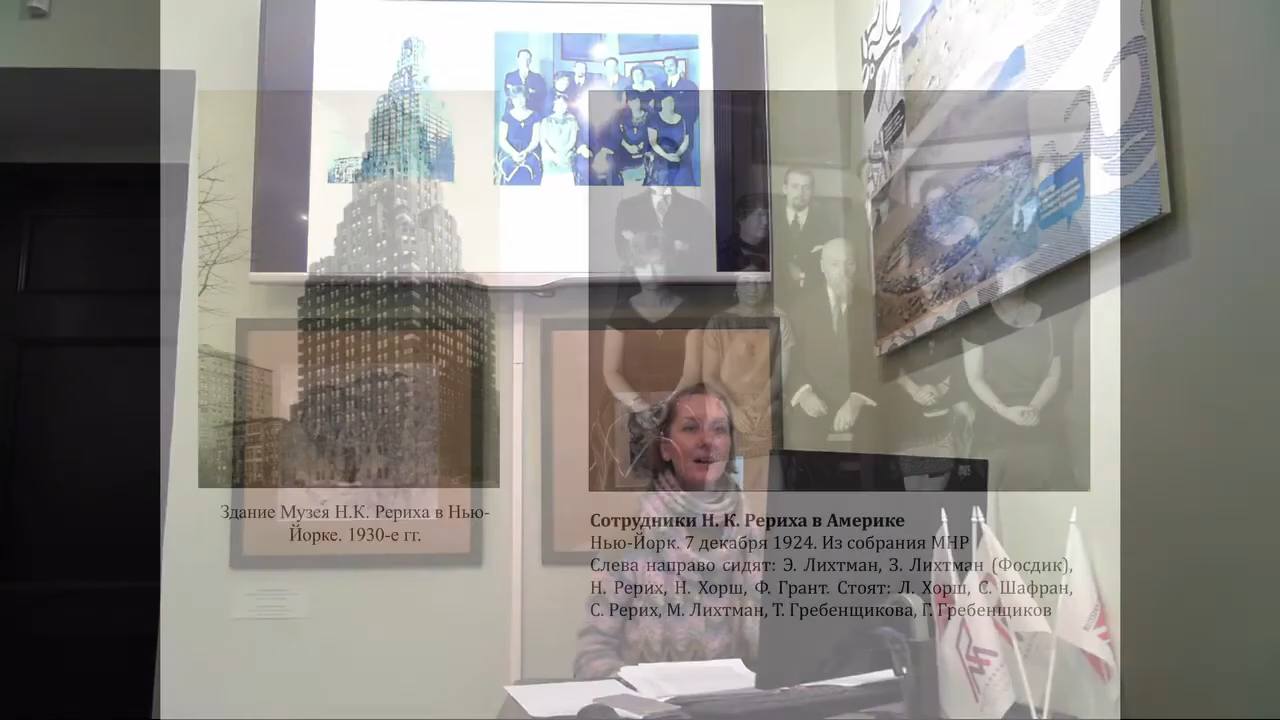 Здание Музея Н.К. Рериха в Нью-
Йорке. 1930-е гг.
Сотрудники Н. К. Рериха в Америке
Нью-Йорк. 7 декабря 1924. Из собрания МНР
Слева направо сидят: Э. Лихтман, З. Лихтман (Фосдик),
Н. Рерих, Н. Хорш, Ф. Грант. Стоят: Л. Хорш, С. Шафран,
С. Рерих, М. Лихтман, Т. Гребенщикова, Г. Гребенщиков